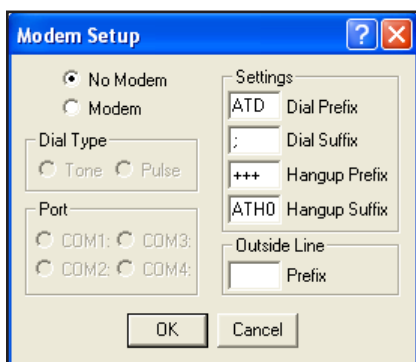 Modem Setup
No Modem
Modem
Dial Type
Tone Pulse
Port
COM1: COM3:
COM2: COM4:
Settings
ATD Dial Prefix
; Dial Suffix
+++ Hangup Prefix
ATH0 Hangup Suffix
Outside Line
Prefix
OK Cancel